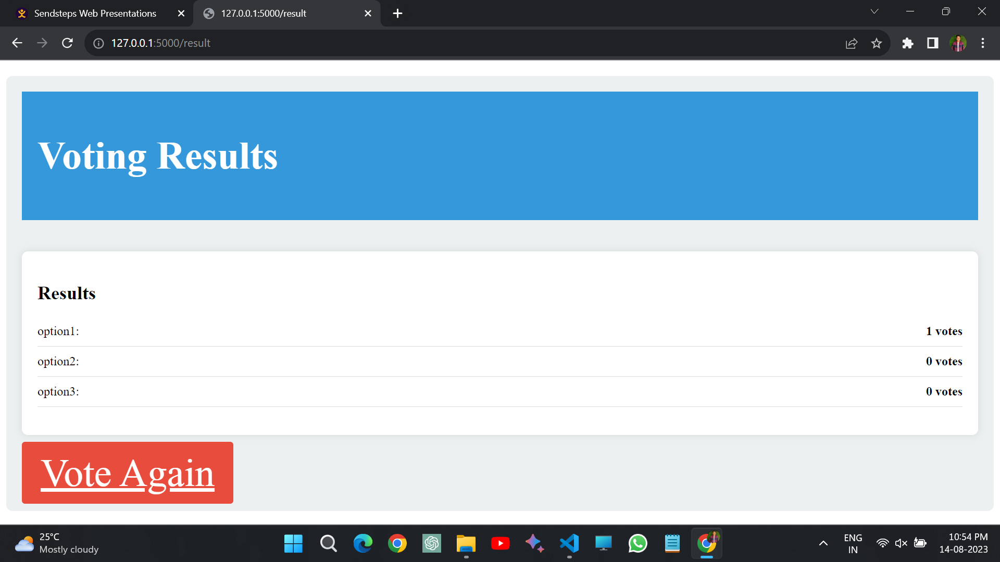 Sendsteps Web Presentations
127.0.0.1:5000/result
127.0.0.1:5000/result
Voting Results
Results
option1: 1 votes
option2: 0 votes
option3: 0 votes
Vote Again
25°C
Mostly cloudy
ENG
IN
10:54 PM
14-08-2023